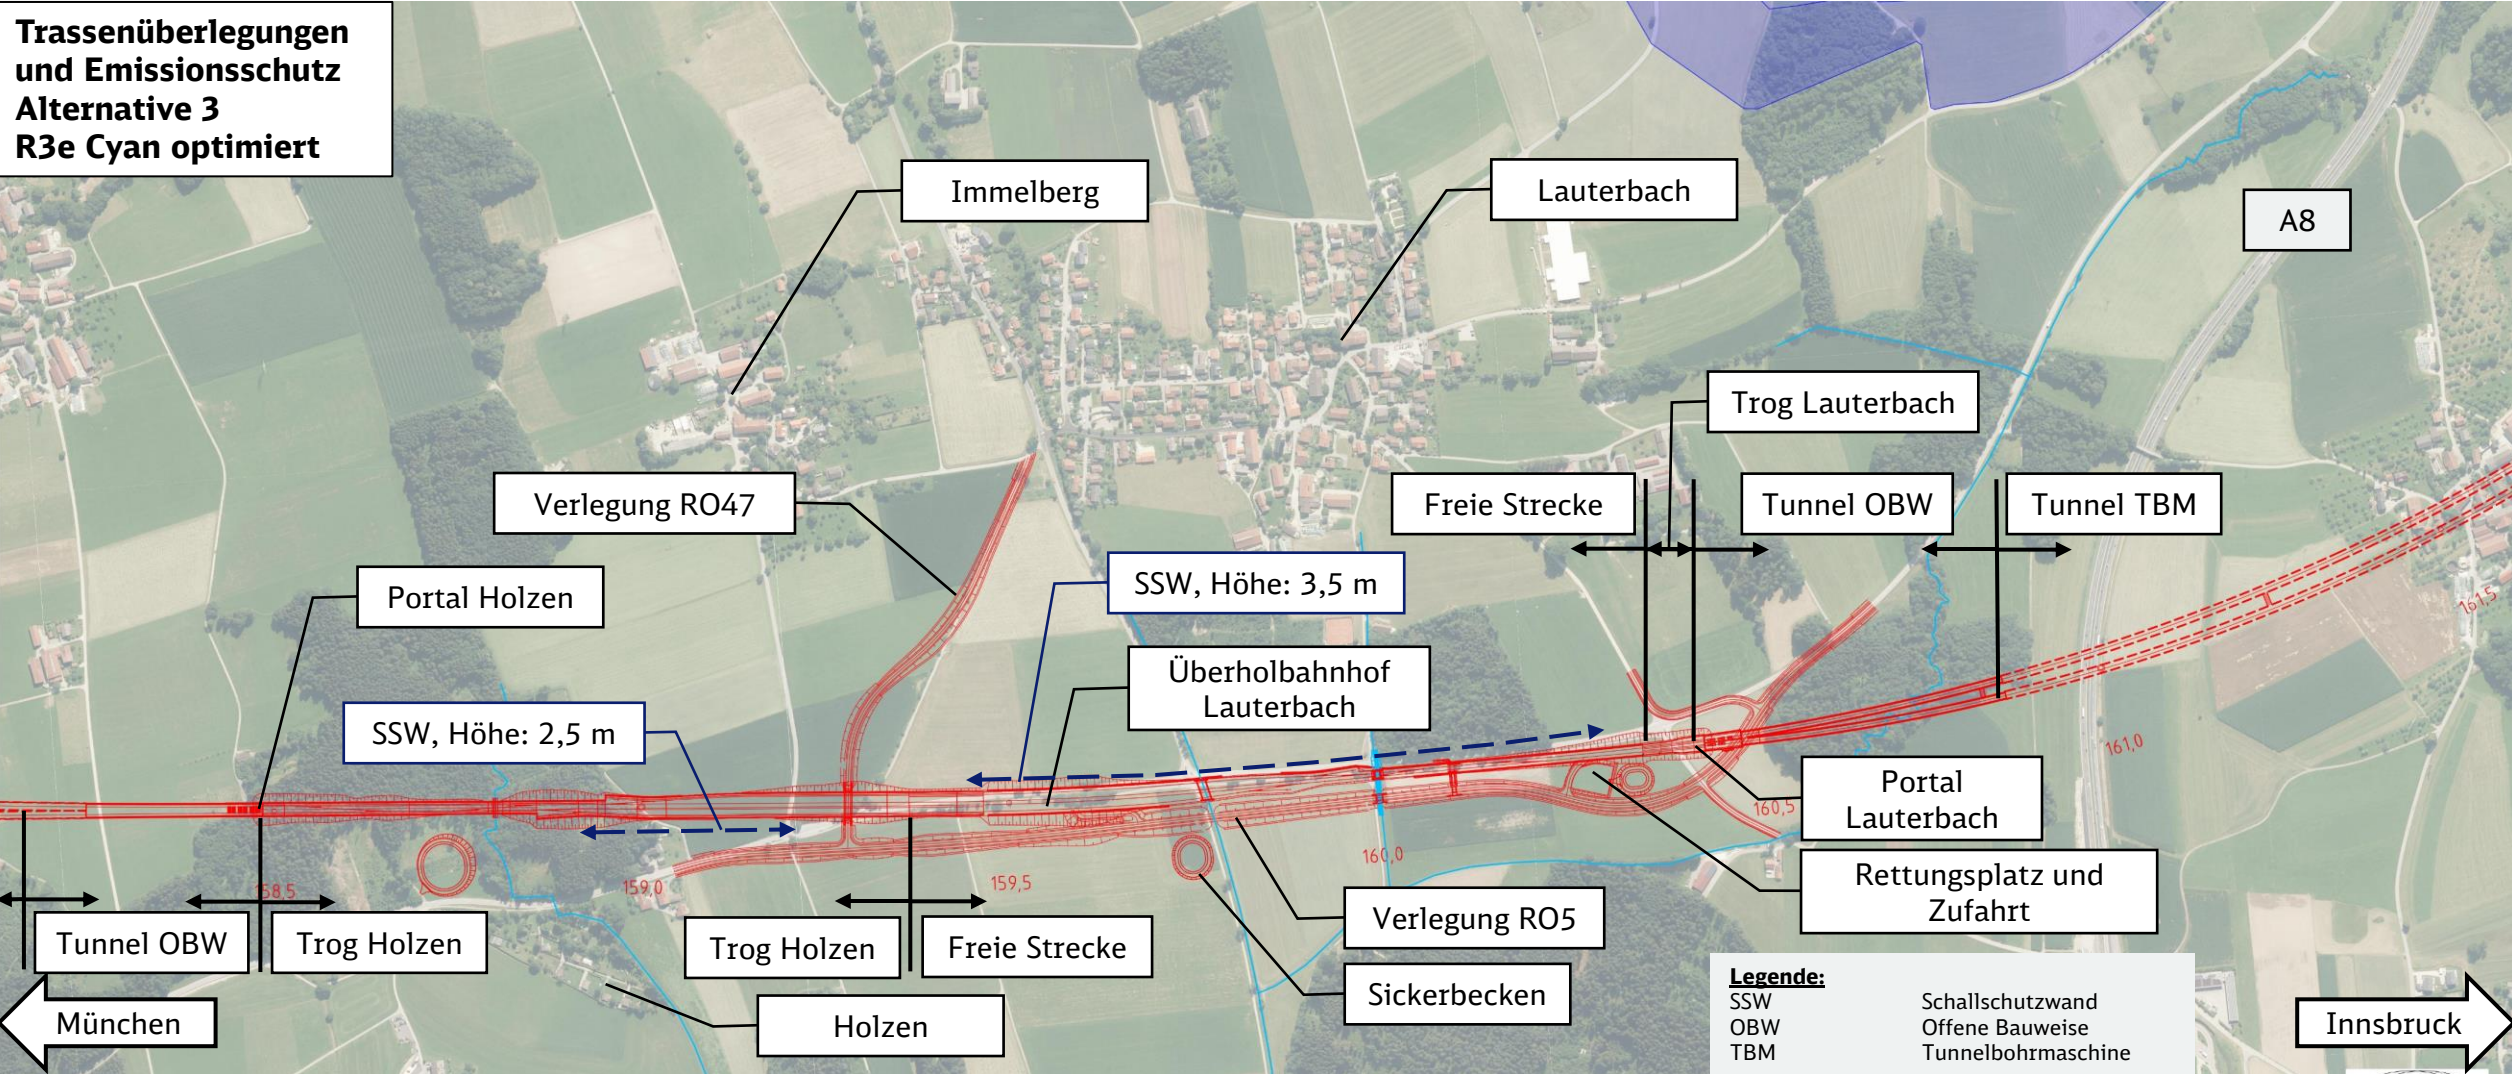 Trassenüberlegungen
und Emissionsschutz
Alternative 3
R3e Cyan optimiert
Immelberg
Lauterbach
A8
Trog Lauterbach
Verlegung RO47
Freie Strecke
Tunnel OBW
Tunnel TBM
Portal Holzen
SSW, Höhe: 3,5 m
161,5
Überholbahnhof
Lauterbach
SSW, Höhe: 2,5 m
161,0
Portal
Lauterbach
160,5
160,0
159,5
159,0
158,5
Rettungsplatz und
Zufahrt
Verlegung RO5
Tunnel OBW
Trog Holzen
Trog Holzen
Freie Strecke
Sickerbecken
Holzen
München
Innsbruck
Legende:
SSW Schallschutzwand
OBW Offene Bauweise
TBM Tunnelbohrmaschine